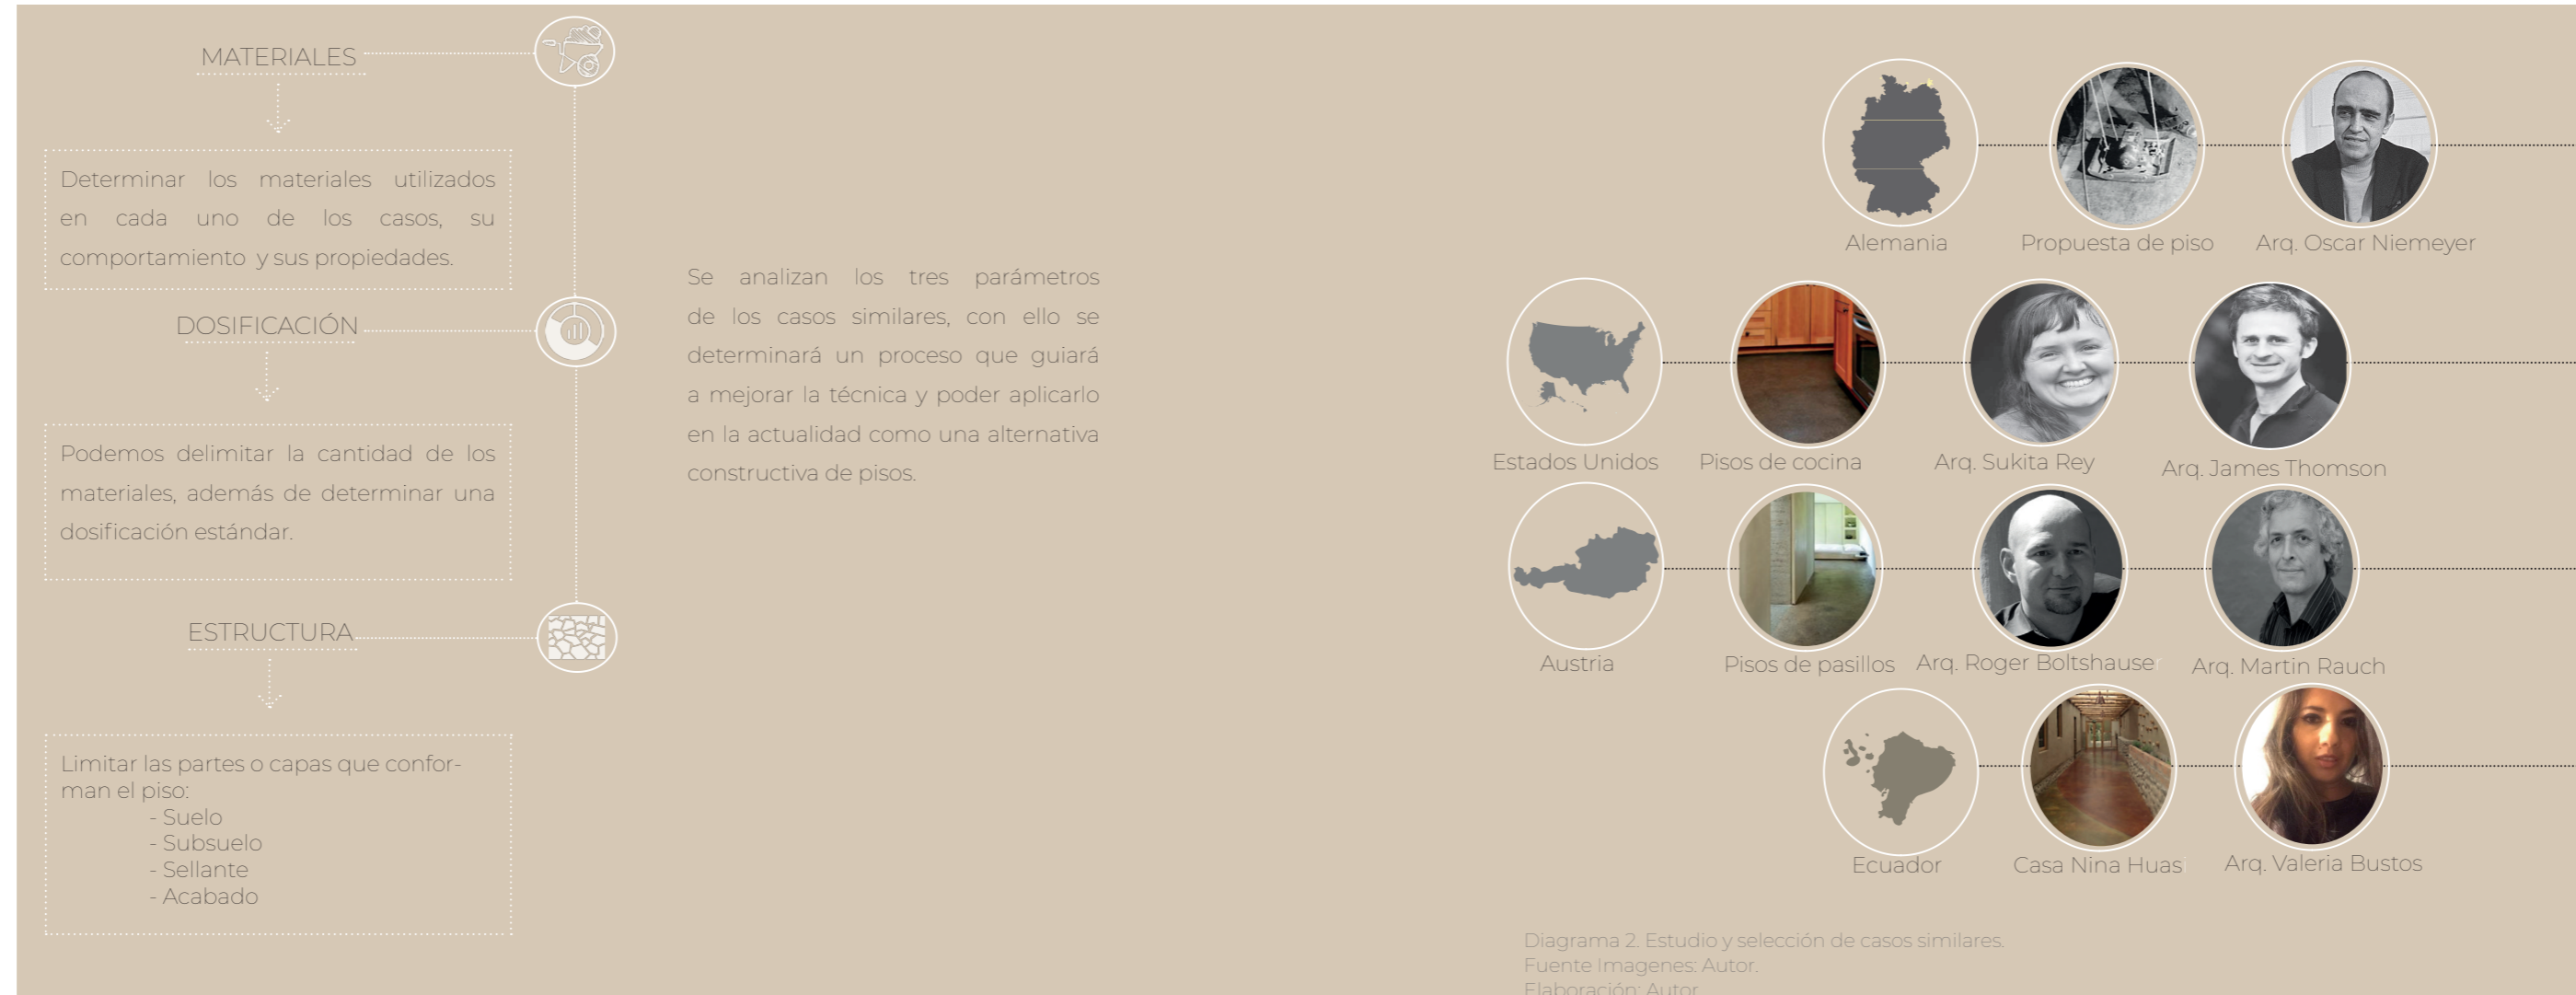 MATERIALES
Determinar los materiales utilizados
en cada uno de los casos, su
comportamiento y sus propiedades.
DOSIFICACIÓN
Podemos delimitar la cantidad de los
materiales, además de determinar una
dosificación estándar.
ESTRUCTURA
Limitar las partes o capas que confor-
man el piso:
- Suelo
- Subsuelo
- Sellante
- Acabado
Se analizan los tres parámetros
de los casos similares, con ello se
determinará un proceso que guiará
a mejorar la técnica y poder aplicarlo
en la actualidad como una alternativa
constructiva de pisos.
Alemania
Propuesta de piso
Arq. Oscar Niemeyer
Estados Unidos
Pisos de cocina
Arq. Sukita Rey
Arq. James Thomson
Austria
Pisos de pasillos
Arq. Roger Boltshauser
Arq. Martin Rauch
Ecuador
Casa Nina Huasi
Arq. Valeria Bustos
Diagrama 2. Estudio y selección de casos similares.
Fuente Imagenes: Autor.
Elaboración: Autor